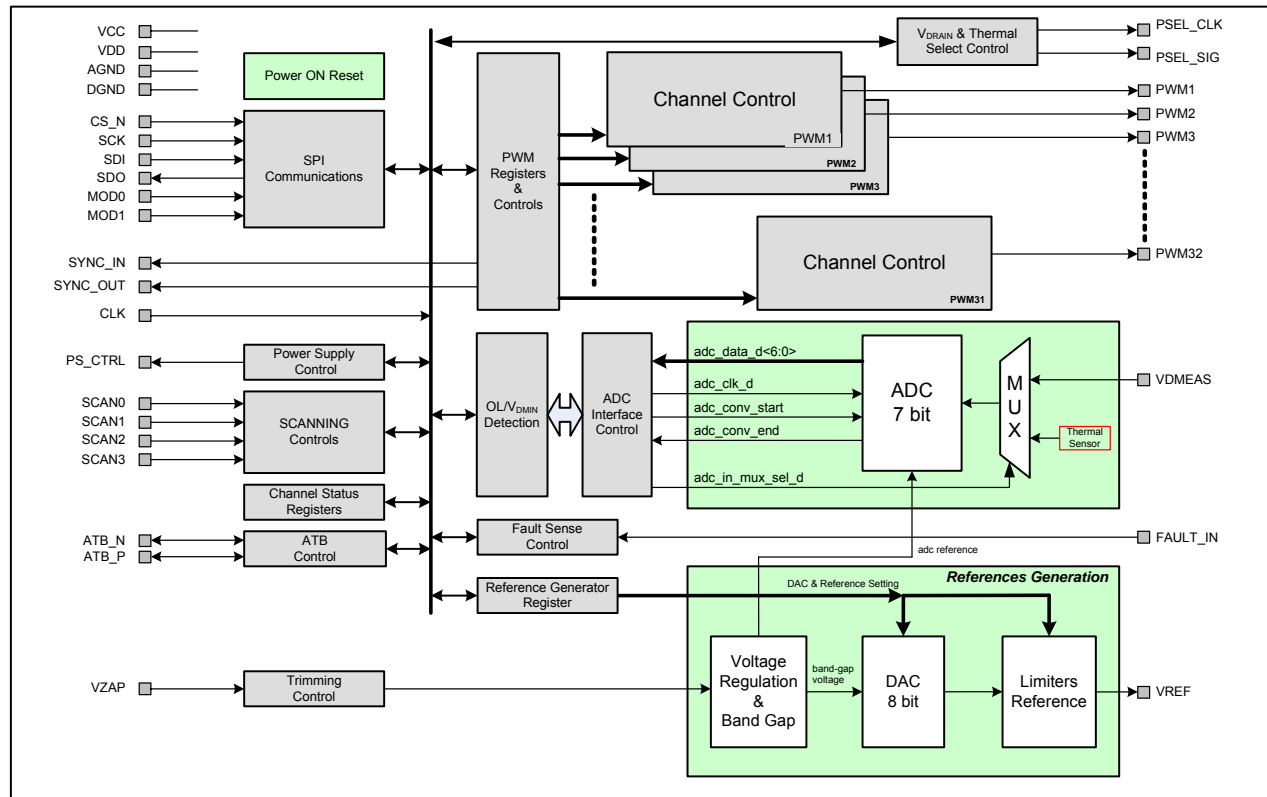 VCC
VDD
AGND
DGND
CS_N
SCK
SDI
SDO
MOD0
MOD1
SYNC_IN
SYNC_OUT
CLK
PS_CTRL
SCAN0
SCAN1
SCAN2
SCAN3
ATB_N
ATB_P
VZAP
Power ON Reset
SPI
Communications
Power Supply
Control
SCANNING
Controls
Channel Status
Registers
ATB
Control
Trimming
Control
PWM
Registers
&
Controls
OL/VDMIN
Detection
ADC
Interface
Control
Fault Sense
Control
Reference Generator
Register
Channel Control
PWM1
PWM2
PWM3
Channel Control
PWM31
VDRAIN & Thermal
Select Control
adc_data_d<6:0>
adc_clk_d
adc_conv_start
adc_conv_end
adc_in_mux_sel_d
ADC
7 bit
MUX
Thermal
Sensor
adc reference
DAC & Reference Setting
References Generation
Voltage
Regulation
&
Band Gap
band-gap
voltage
DAC
8 bit
Limiters
Reference
PSEL_CLK
PSEL_SIG
PWM1
PWM2
PWM3
PWM32
VDMEAS
FAULT_IN
VREF